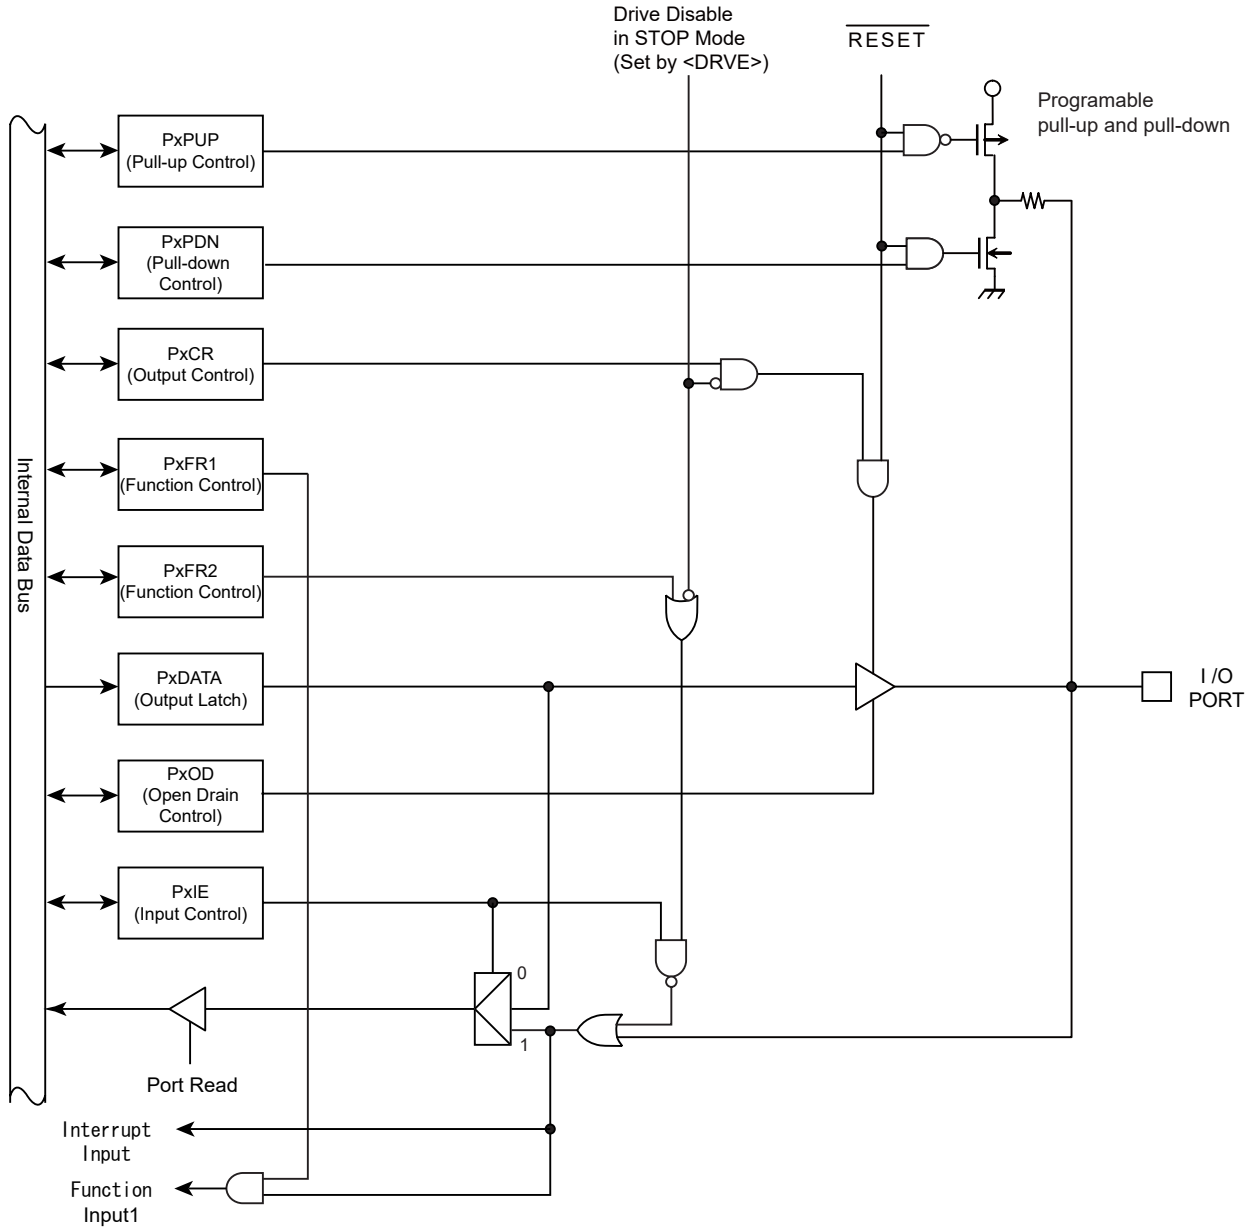 Drive Disable
in STOP Mode
(Set by <DRVE>)
RESET
Programable
pull-up and pull-down
PxPUP
(Pull-up Control)
PxPDN
(Pull-down
Control)
PxCR
(Output Control)
PxFR1
(Function Control)
Internal Data Bus
PxFR2
(Function Control)
PxDATA
(Output Latch)
I /O
PORT
PxOD
(Open Drain
Control)
PxIE
(Input Control)
0
1
Port Read
Interrupt
Input
Function
Input1